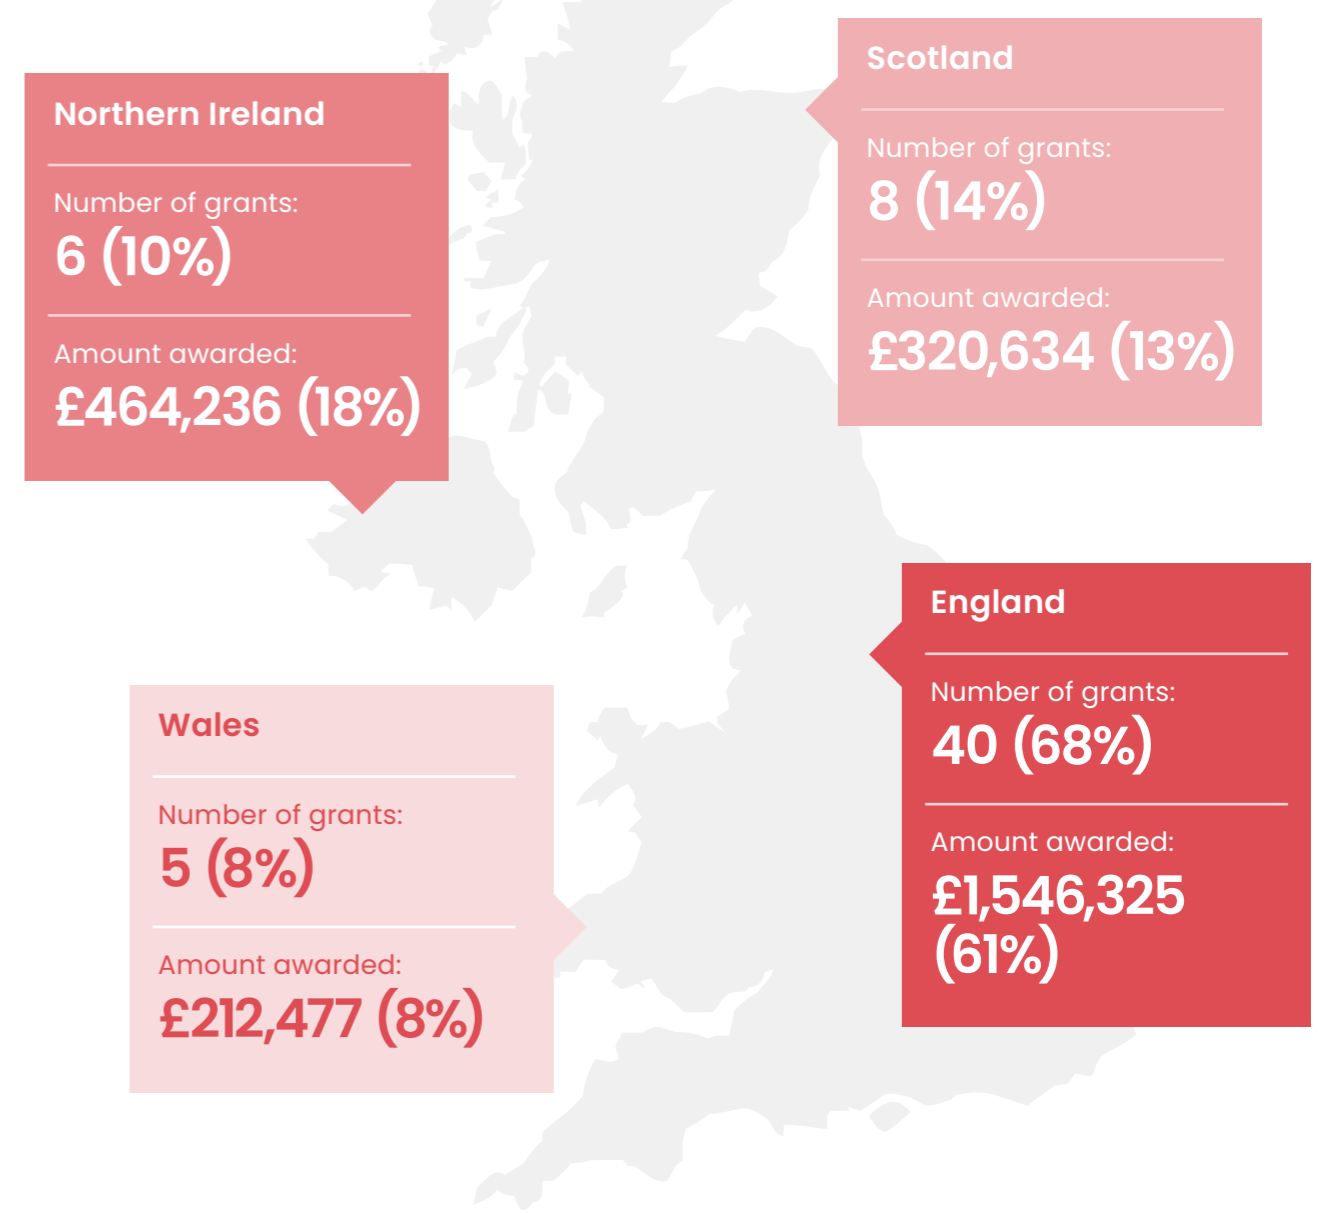 Northern Ireland
Number of grants:
6 (10%)
Amount awarded:
£464,236 (18%)
Scotland
Number of grants:
8 (14%)
Amount awarded:
£320,634 (13%)
England
Number of grants:
40 (68%)
Amount awarded:
£1,546,325
(61%)
Wales
Number of grants:
5 (8%)
Amount awarded:
£212,477 (8%)